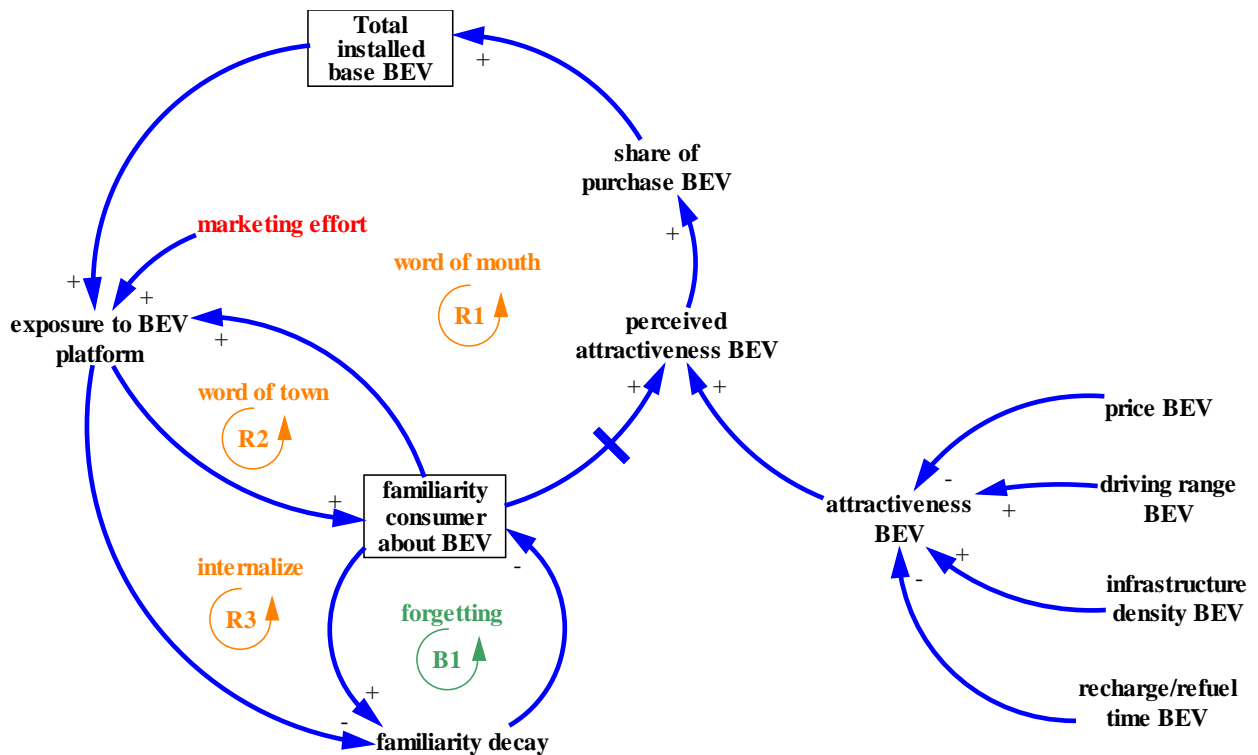 Total
installed
base BEV
+
share of
purchase BEV
marketing effort
+
word of mouth
R1
+
+
exposure to BEV
platform
+
perceived
attractiveness BEV
word of town
R2
+
+
price BEV
-
driving range
BEV
+
attractiveness
BEV
+
familiarity
consumer
about BEV
-
+
-
infrastructure
density BEV
internalize
R3
forgetting
B1
recharge/refuel
time BEV
+
-
familiarity decay